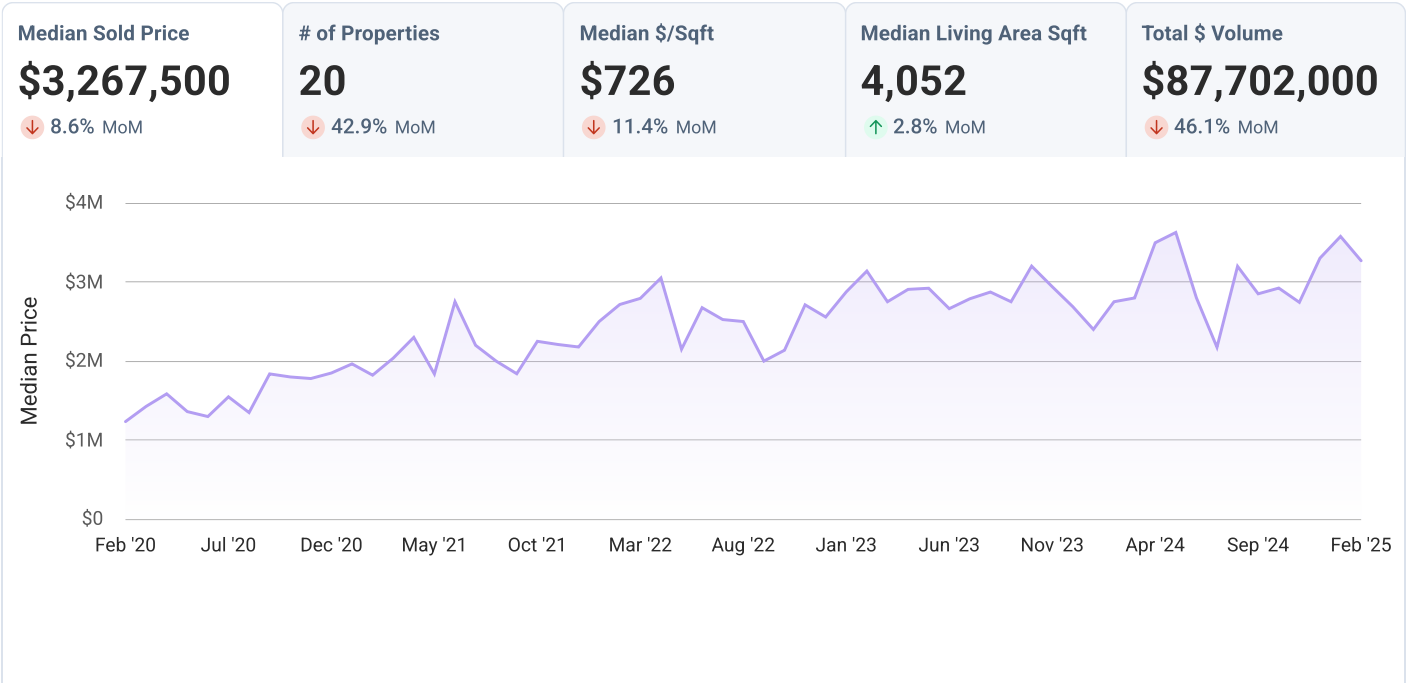 Median Sold Price
$3,267,500
8.6% MoM
# of Properties
20
42.9% MoM
Median $/Sqft
$726
11.4% MoM
Median Living Area Sqft
4,052
2.8% MoM
Total $ Volume
$87,702,000
46.1% MoM
Median Price
$4M
$3M
$2M
$1M
$0
Feb '20 Jul '20 Dec '20 May '21 Oct '21 Mar '22 Aug '22 Jan '23 Jun '23 Nov '23 Apr '24 Sep '24 Feb '25